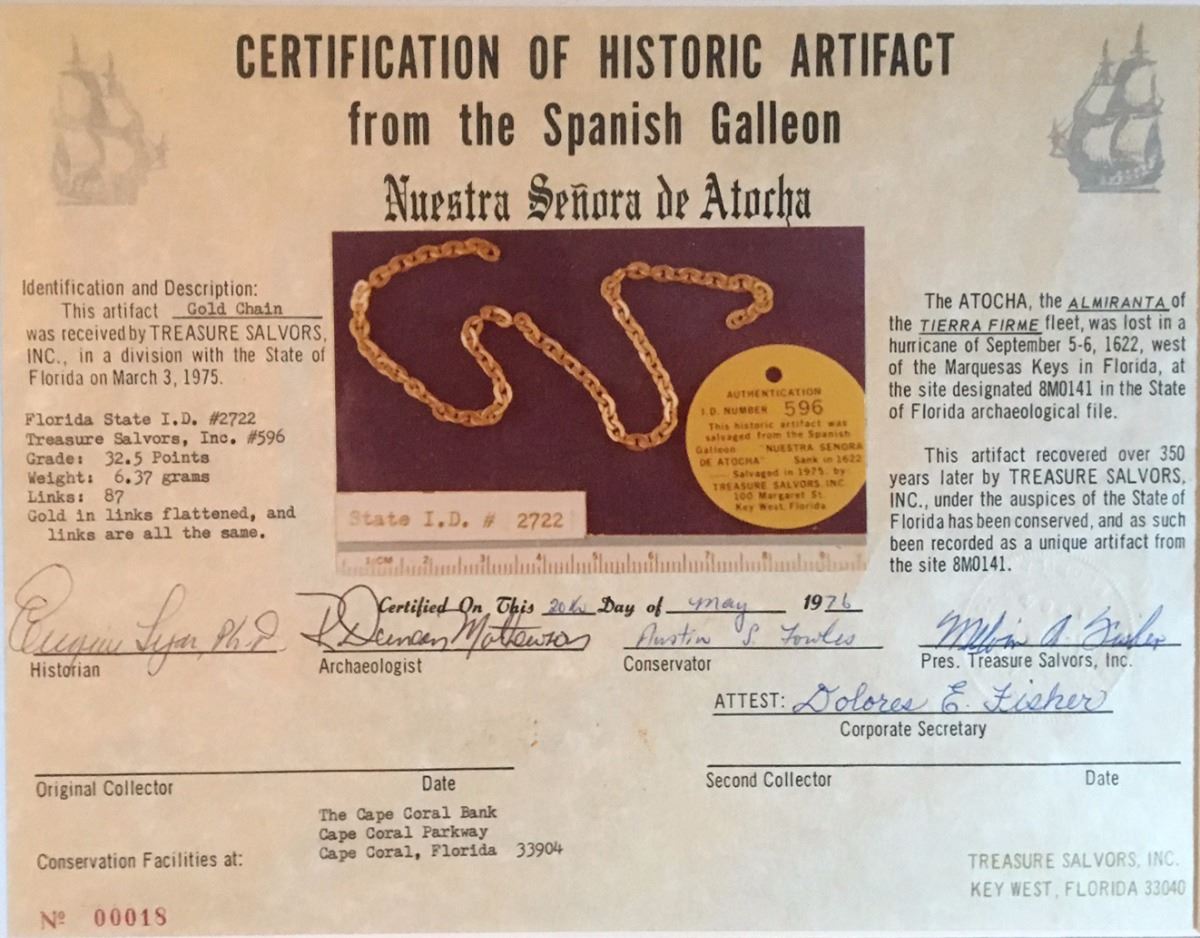 CERTIFICATION OF HISTORIC ARTIFACT
from the Spanish Galleon
Nuestra Señora de Atocha
Identification and Description:
This artifact Gold Chain
was received by TREASURE SALVORS,
INC., in a division with the State of
Florida on March 3, 1975.
Florida State I.D. #2722
Treasure Salvors, Inc. #596
Grade: 32.5 Points
Weight: 6.37 grams
Links: 87
Gold in links flattened, and
links are all the same.
AUTHENTICATION
I.D. NUMBER 596
This historic artifact was
salvaged from the Spanish
Galleon "NUESTRA SENORA
DE ATOCHA" Sank in 1622
Salvaged in 1975 by
TREASURE SALVORS, INC
100 Margaret St.
Key West, Florida
State I.D. # 2722
1 CM 2 3 4 5 6 7 8 9
The ATOCHA, the ALMIRANTA of
the TIERRA FIRME fleet, was lost in a
hurricane of September 5-6, 1622, west
of the Marquesas Keys in Florida, at
the site designated 8M0141 in the State
of Florida archaeological file.
This artifact recovered over 350
years later by TREASURE SALVORS,
INC., under the auspices of the State of
Florida has been conserved, and as such
been recorded as a unique artifact from
the site 8M0141.
Certified On This 20th Day of May 1976
Eugene Lyon, Ph.D
Historian
R Duncan Mathewson
Archaeologist
Austin S. Fowles
Conservator
Melvin A. Fisher
Pres. Treasure Salvors, Inc.
ATTEST: Dolores E. Fisher
Corporate Secretary
Original Collector Date
Second Collector Date
The Cape Coral Bank
Cape Coral Parkway
Cape Coral, Florida 33904
Conservation Facilities at:
TREASURE SALVORS, INC.
KEY WEST, FLORIDA 33040
Nº 00018